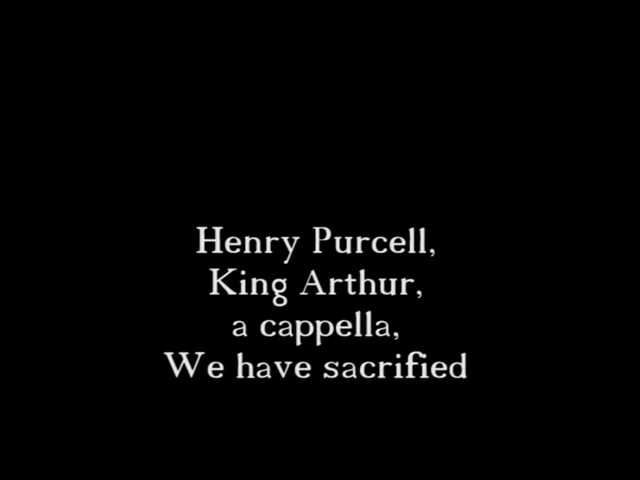 Henry Purcell,
King Arthur,
a cappella,
We have sacrified